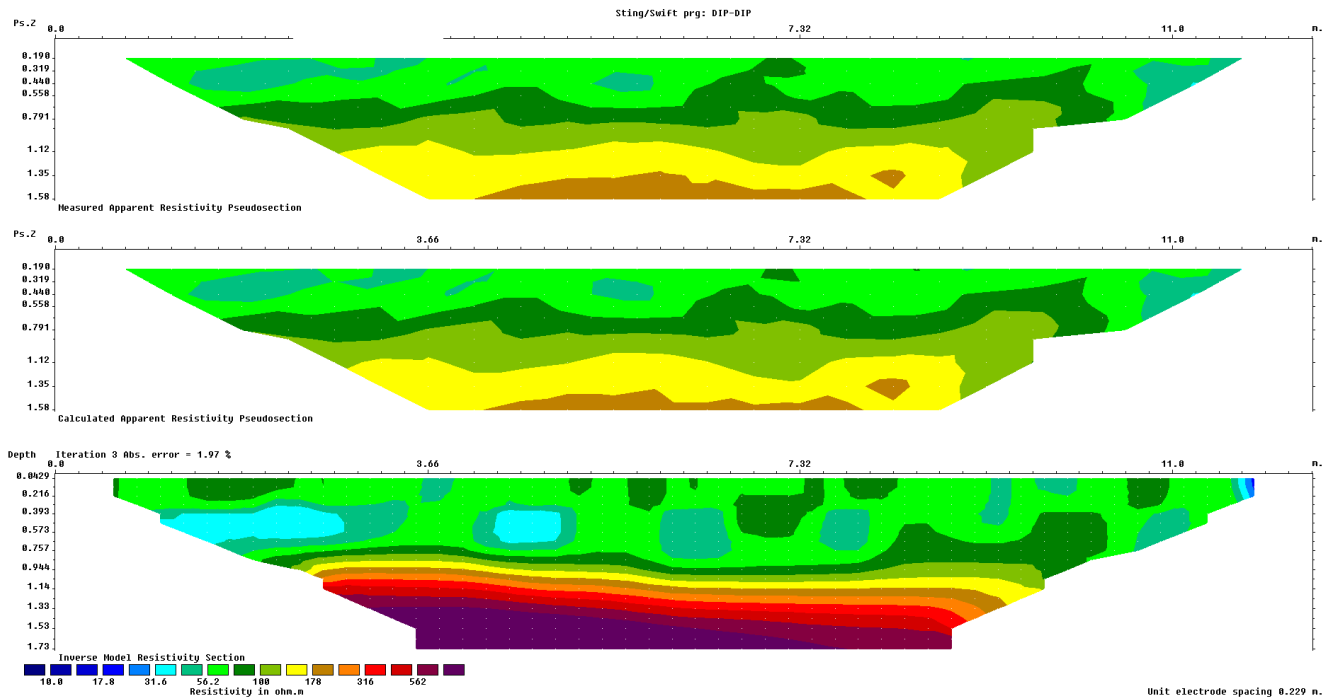 Sting/Swift prg: DIP-DIP
Ps.Z 0.0 7.32 11.0 m.
0.190
0.319
0.440
0.558
0.791
1.12
1.35
1.58
Measured Apparent Resistivity Pseudosection
Ps.Z 0.0 3.66 7.32 11.0 m.
0.190
0.319
0.440
0.558
0.791
1.12
1.35
1.58
Calculated Apparent Resistivity Pseudosection
Depth Iteration 3 Abs. error = 1.97 %
0.0 3.66 7.32 11.0 m.
0.0429
0.216
0.393
0.573
0.757
0.944
1.14
1.33
1.53
1.73
Inverse Model Resistivity Section
10.0 17.8 31.6 56.2 100 178 316 562
Resistivity in ohm.m
Unit electrode spacing 0.229 m.